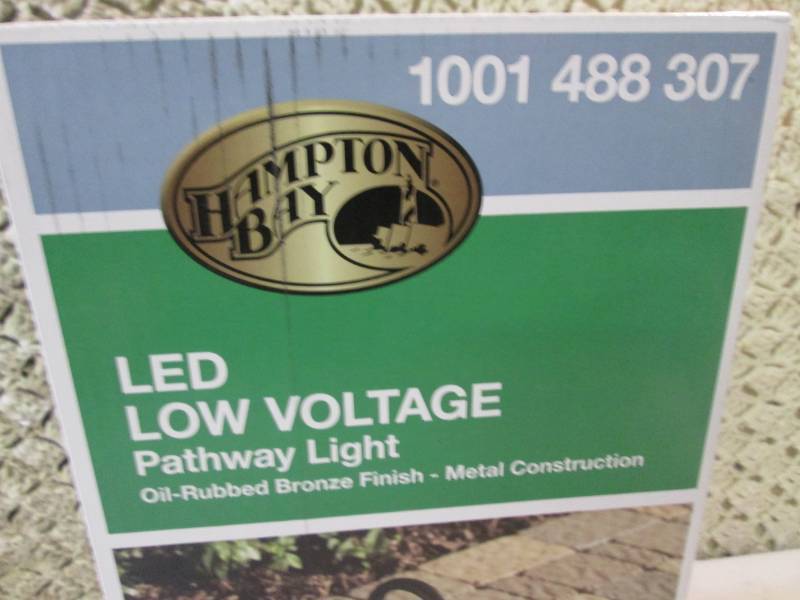 1001 488 307
HAMPTON
BAY
LED
LOW VOLTAGE
Pathway Light
Oil-Rubbed Bronze Finish - Metal Construction